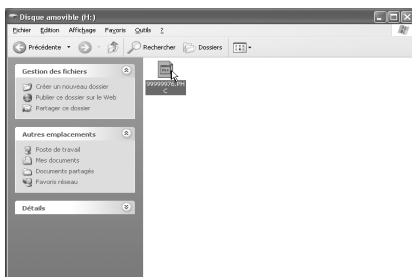 Disque amovible (H:)
Fichier Edition Affichage Favoris Outils ?
Précédente Rechercher Dossiers
Gestion des fichiers
Créer un nouveau dossier
Publier ce dossier sur le Web
Partager ce dossier
Autres emplacements
Poste de travail
Mes documents
Documents partagés
Favoris réseau
Détails
99999976.PM
C